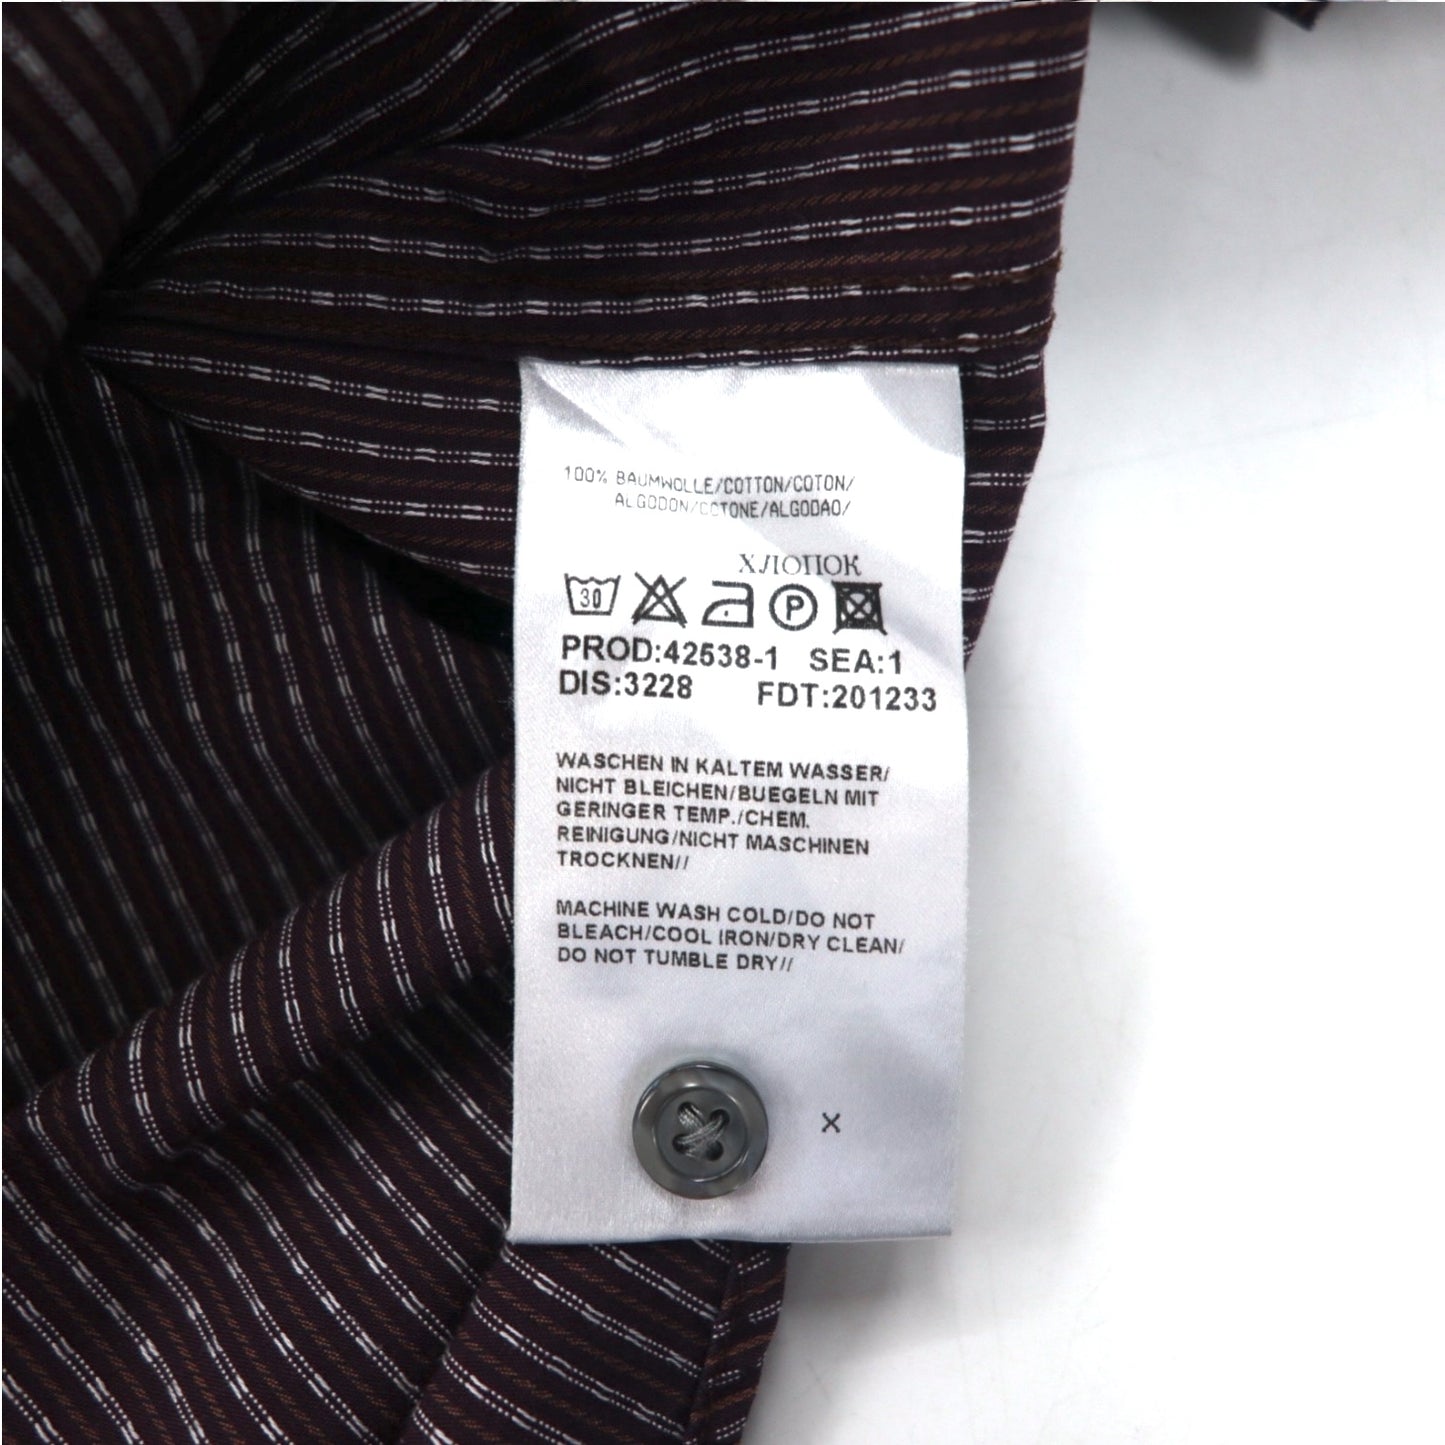 100% BAUMWOLLE/COTTON/COTON/
ALGODON/COTONE/ALGODAO/
ХЛОПОК
30 P
PROD:42538-1 SEA:1
DIS:3228 FDT:201233
WASCHEN IN KALTEM WASSER/
NICHT BLEICHEN/BUEGELN MIT
GERINGER TEMP./CHEM.
REINIGUNG/NICHT MASCHINEN
TROCKNEN//
MACHINE WASH COLD/DO NOT
BLEACH/COOL IRON/DRY CLEAN/
DO NOT TUMBLE DRY//
X